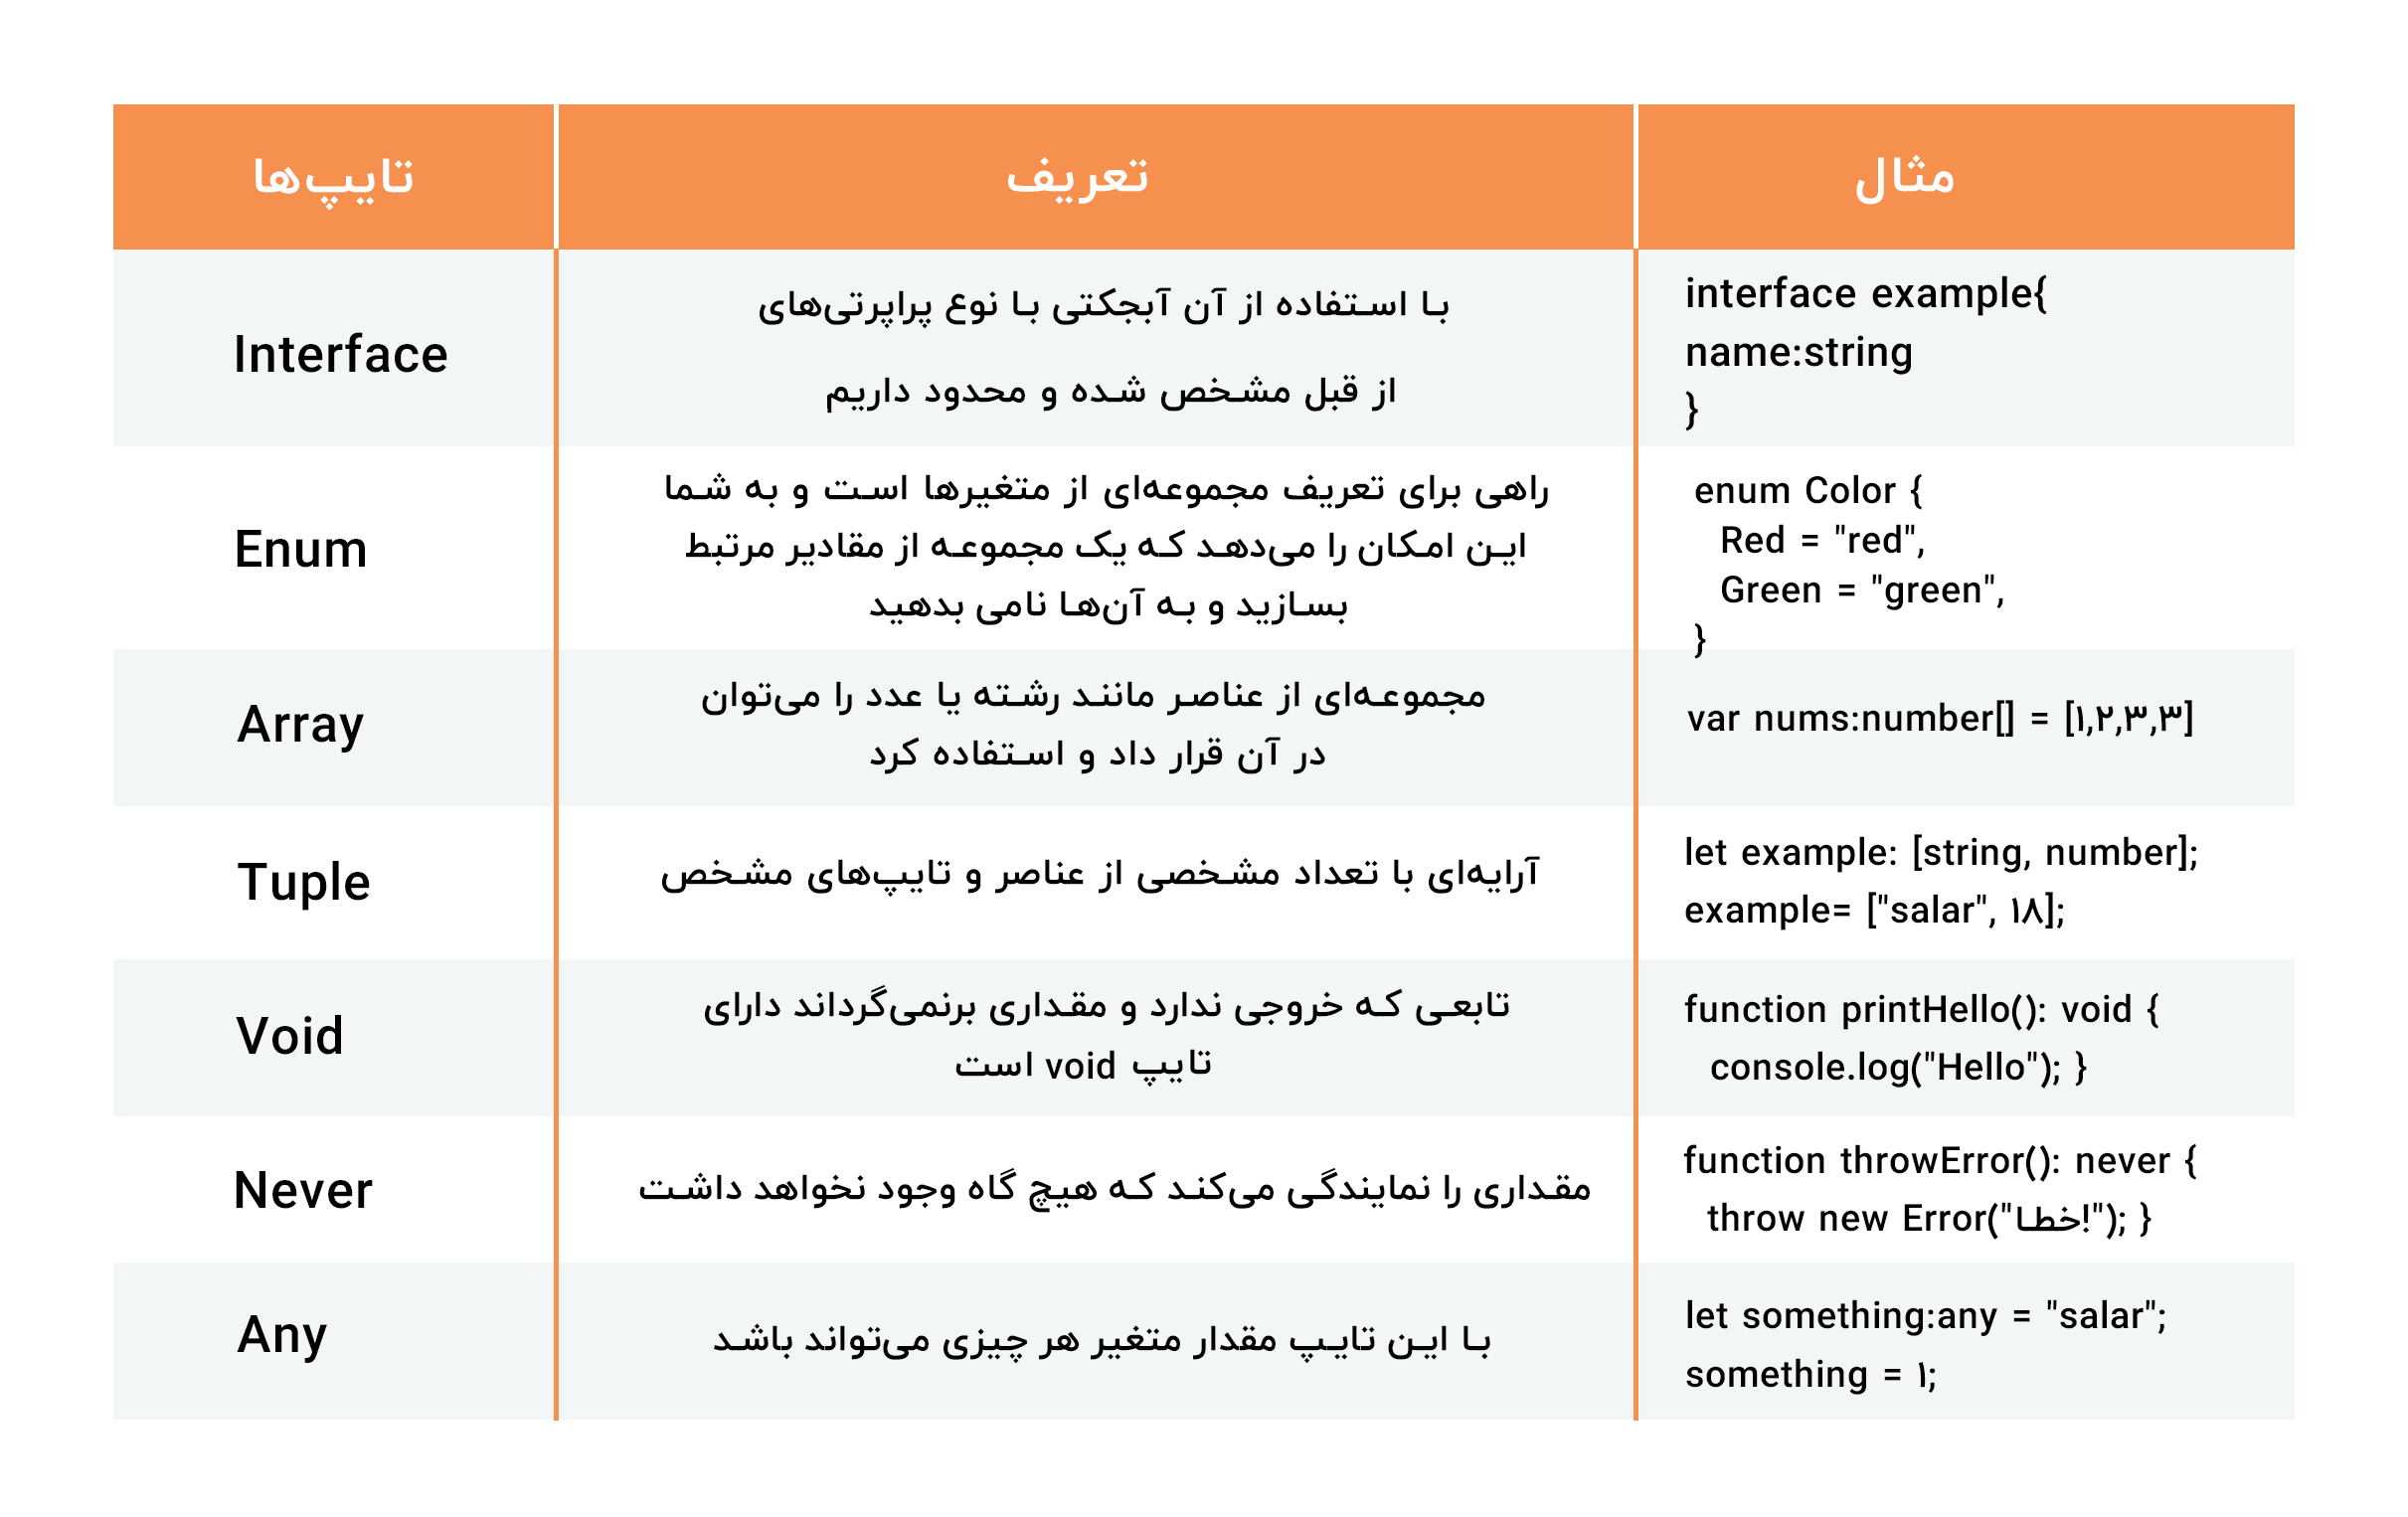 تایپ‌ها
تعریف
مثال
Interface
با استفاده از آن آبجکتی با نوع پراپرتی‌های
از قبل مشخص شده و محدود داریم
interface example{
name:string
}
Enum
راهی برای تعریف مجموعه‌ای از متغیرها است و به شما
این امکان را می‌دهد که یک مجموعه از مقادیر مرتبط
بسازید و به آن‌ها نامی بدهید
enum Color {
Red = "red",
Green = "green",
}
Array
مجموعه‌ای از عناصر مانند رشته یا عدد را می‌توان
در آن قرار داد و استفاده کرد
var nums:number[] = [۱,۲,۳,۳]
Tuple
آرایه‌ای با تعداد مشخصی از عناصر و تایپ‌های مشخص
let example: [string, number];
example= ["salar", ۱۸];
Void
تابعی که خروجی ندارد و مقداری برنمی‌گرداند دارای
تایپ void است
function printHello(): void {
console.log("Hello"); }
Never
مقداری را نمایندگی می‌کند که هیچ گاه وجود نخواهد داشت
function throwError(): never {
throw new Error("خطا!"); }
Any
با این تایپ مقدار متغیر هر چیزی می‌تواند باشد
let something:any = "salar";
something = ۱;